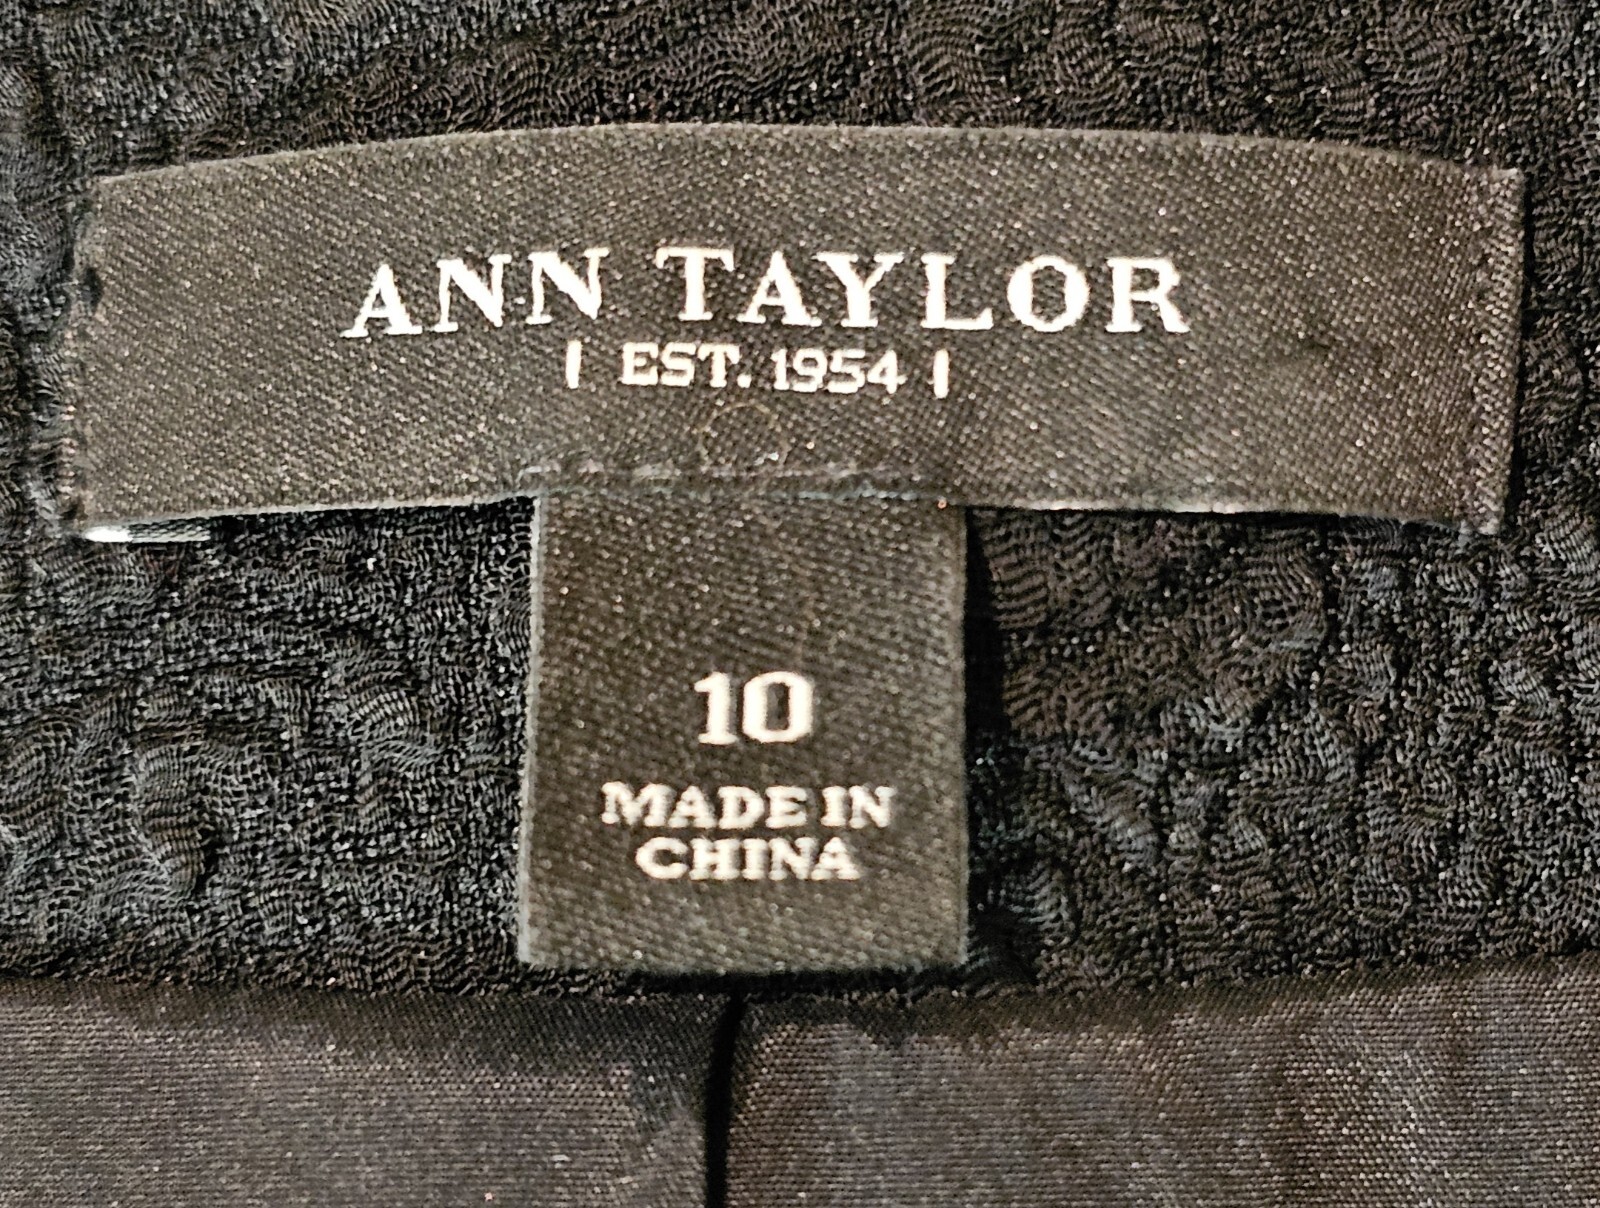 ANN TAYLOR
| EST. 1954 |
10
MADE IN
CHINA